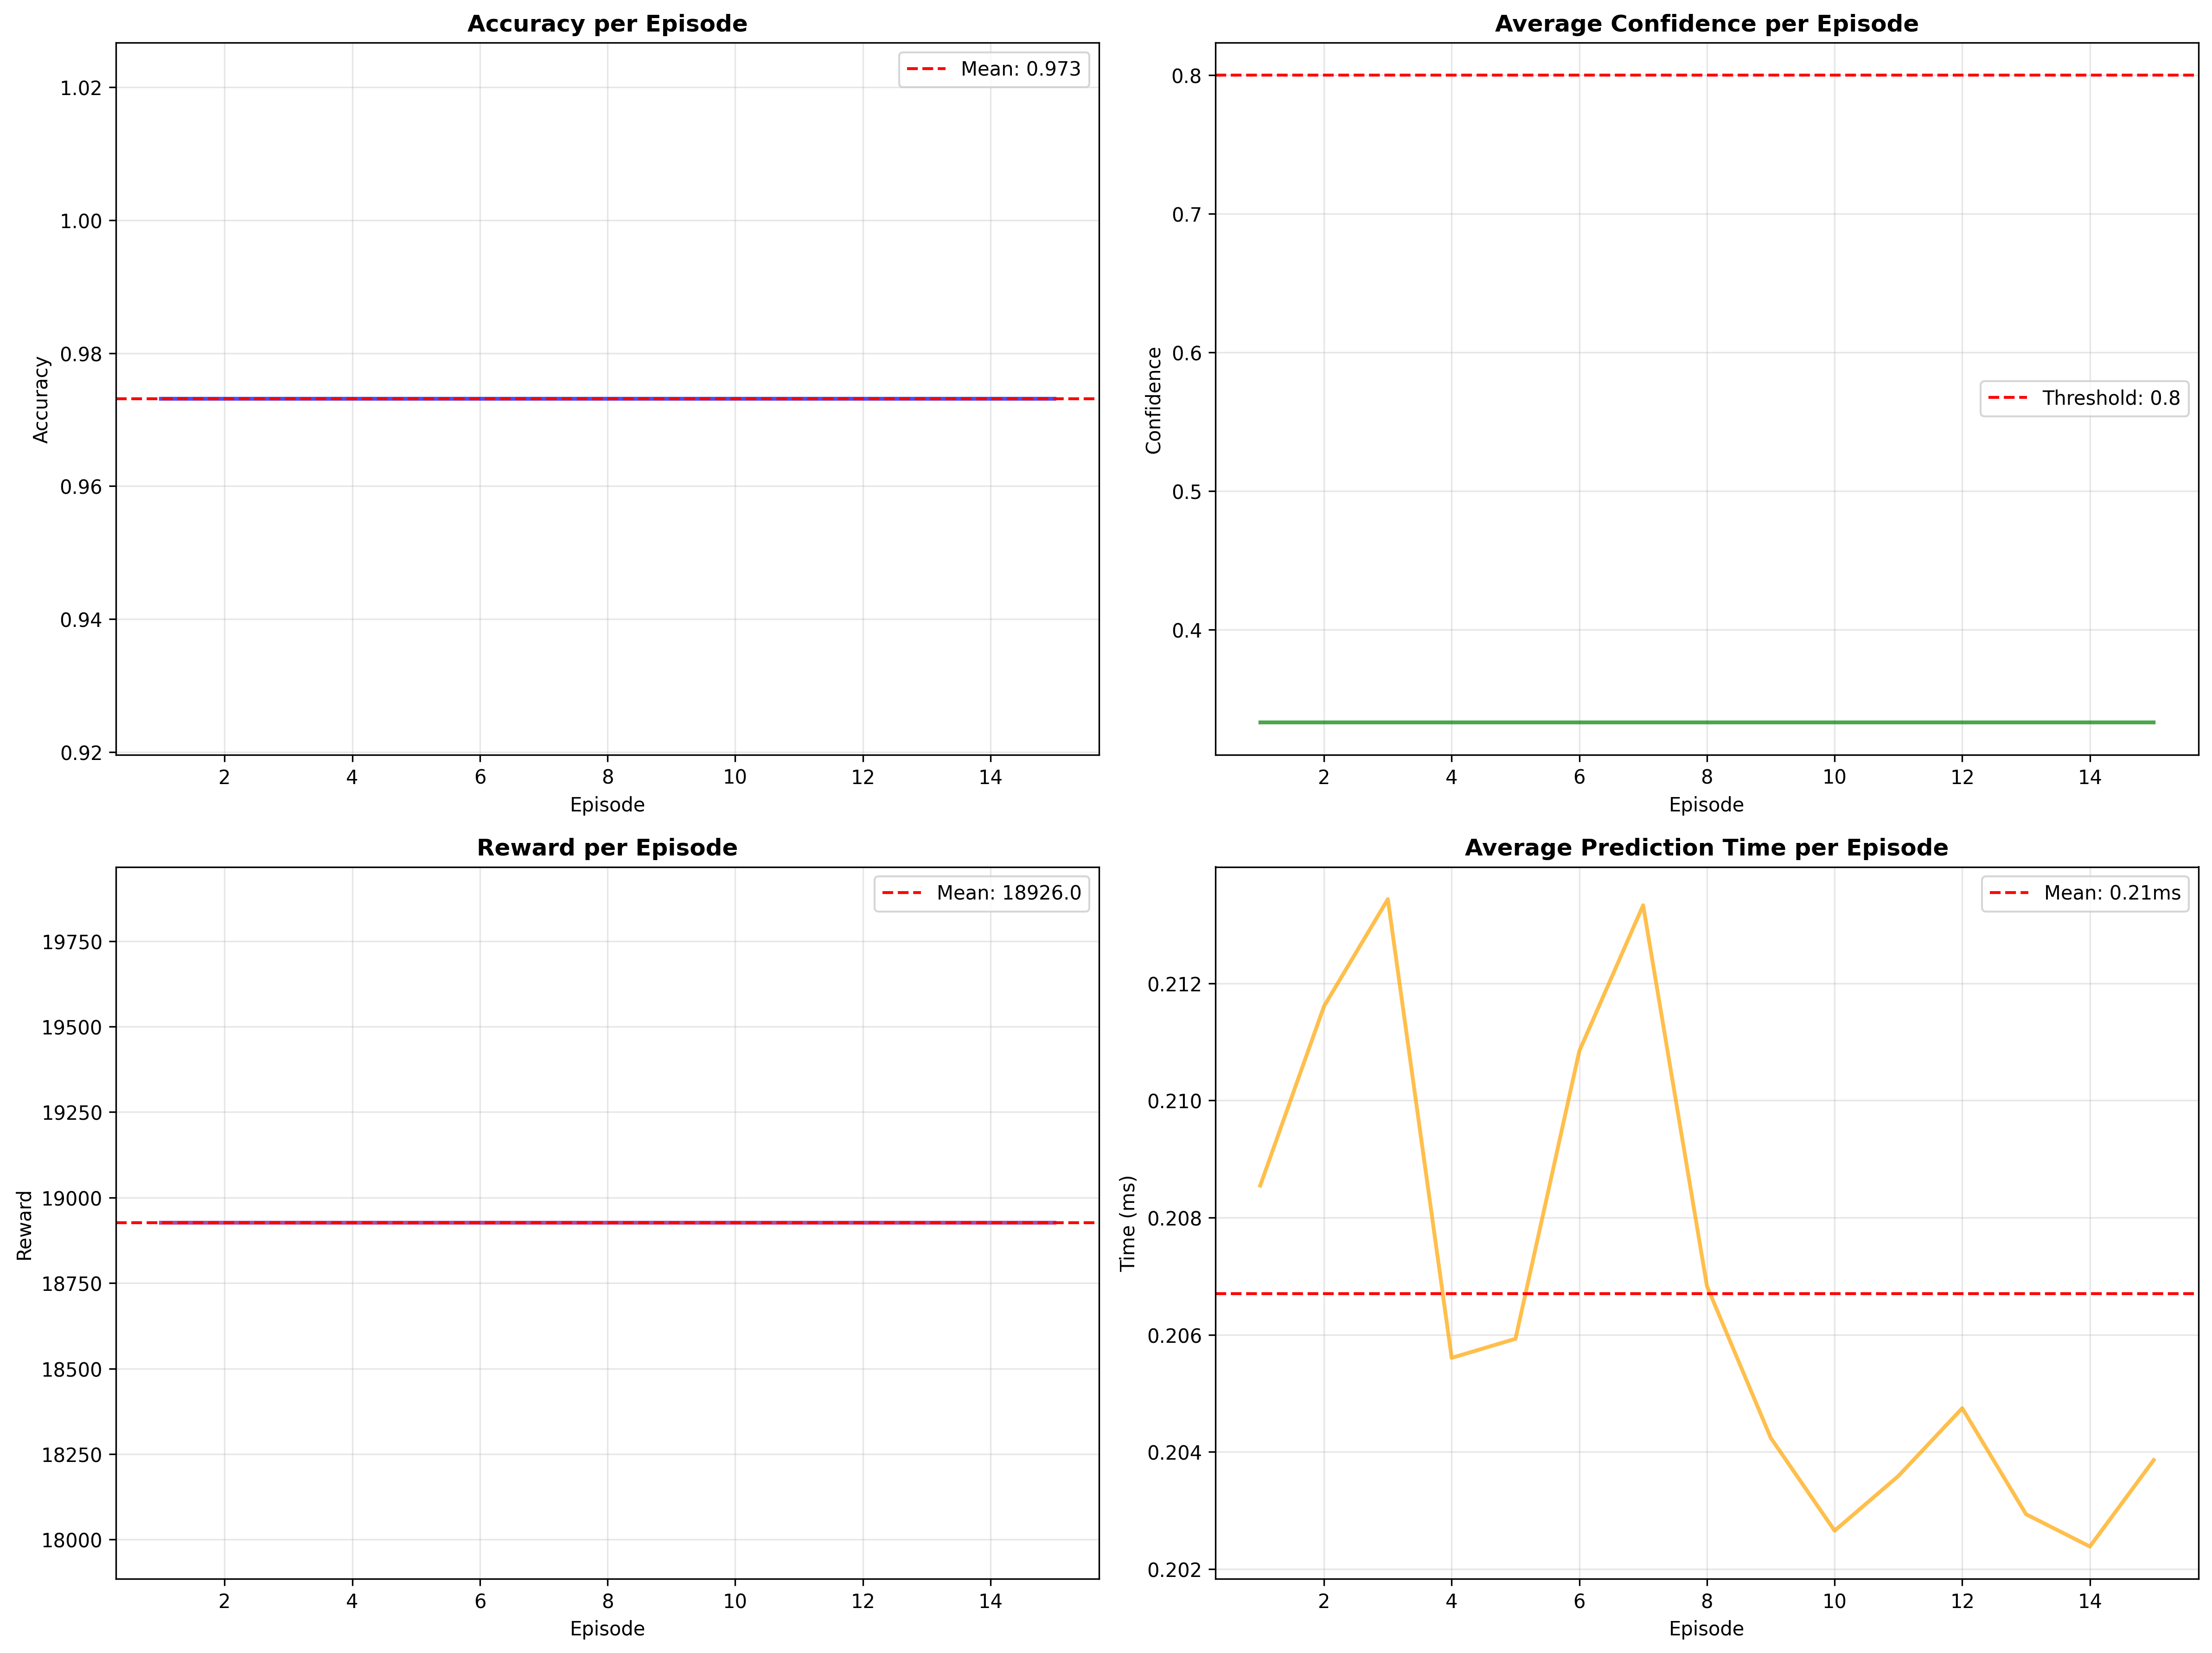 Accuracy per Episode
Mean: 0.973
1.02
1.00
0.98
0.96
0.94
0.92
Accuracy
2 4 6 8 10 12 14
Episode
Average Confidence per Episode
Threshold: 0.8
0.8
0.7
0.6
0.5
0.4
Confidence
2 4 6 8 10 12 14
Episode
Reward per Episode
Mean: 18926.0
19750
19500
19250
19000
18750
18500
18250
18000
Reward
2 4 6 8 10 12 14
Episode
Average Prediction Time per Episode
Mean: 0.21ms
0.212
0.210
0.208
0.206
0.204
0.202
Time (ms)
2 4 6 8 10 12 14
Episode